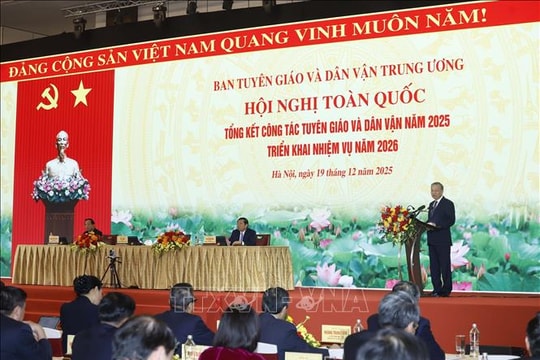 ĐẢNG CỘNG SẢN VIỆT NAM QUANG VINH MUÔN NĂM!
BAN TUYÊN GIÁO VÀ DÂN VẬN TRUNG ƯƠNG
HỘI NGHỊ TOÀN QUỐC
TỔNG KẾT CÔNG TÁC TUYÊN GIÁO VÀ DÂN VẬN NĂM 2025
TRIỂN KHAI NHIỆM VỤ NĂM 2026
Hà Nội, ngày 19 tháng 12 năm 2025